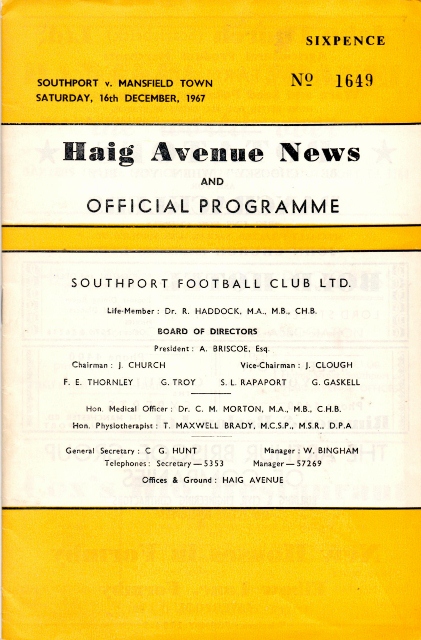 SIXPENCE
SOUTHPORT v. MANSFIELD TOWN
SATURDAY, 16th DECEMBER, 1967
No 1649
Haig Avenue News
AND
OFFICIAL PROGRAMME
SOUTHPORT FOOTBALL CLUB LTD.
Life-Member : Dr. R. HADDOCK, M.A., M.B., CH.B.
BOARD OF DIRECTORS
President : A. BRISCOE, Esq.
Chairman : J. CHURCH Vice-Chairman : J. CLOUGH
F. E. THORNLEY G. TROY S. L. RAPAPORT G. GASKELL
Hon. Medical Officer : Dr. C. M. MORTON, M.A., M.B., C.H.B.
Hon. Physiotherapist : T. MAXWELL BRADY, M.C.S.P., M.S.R., D.P.A
General Secretary : C. G. HUNT Manager : W. BINGHAM
Telephones : Secretary—5353 Manager—57269
Offices & Ground : HAIG AVENUE